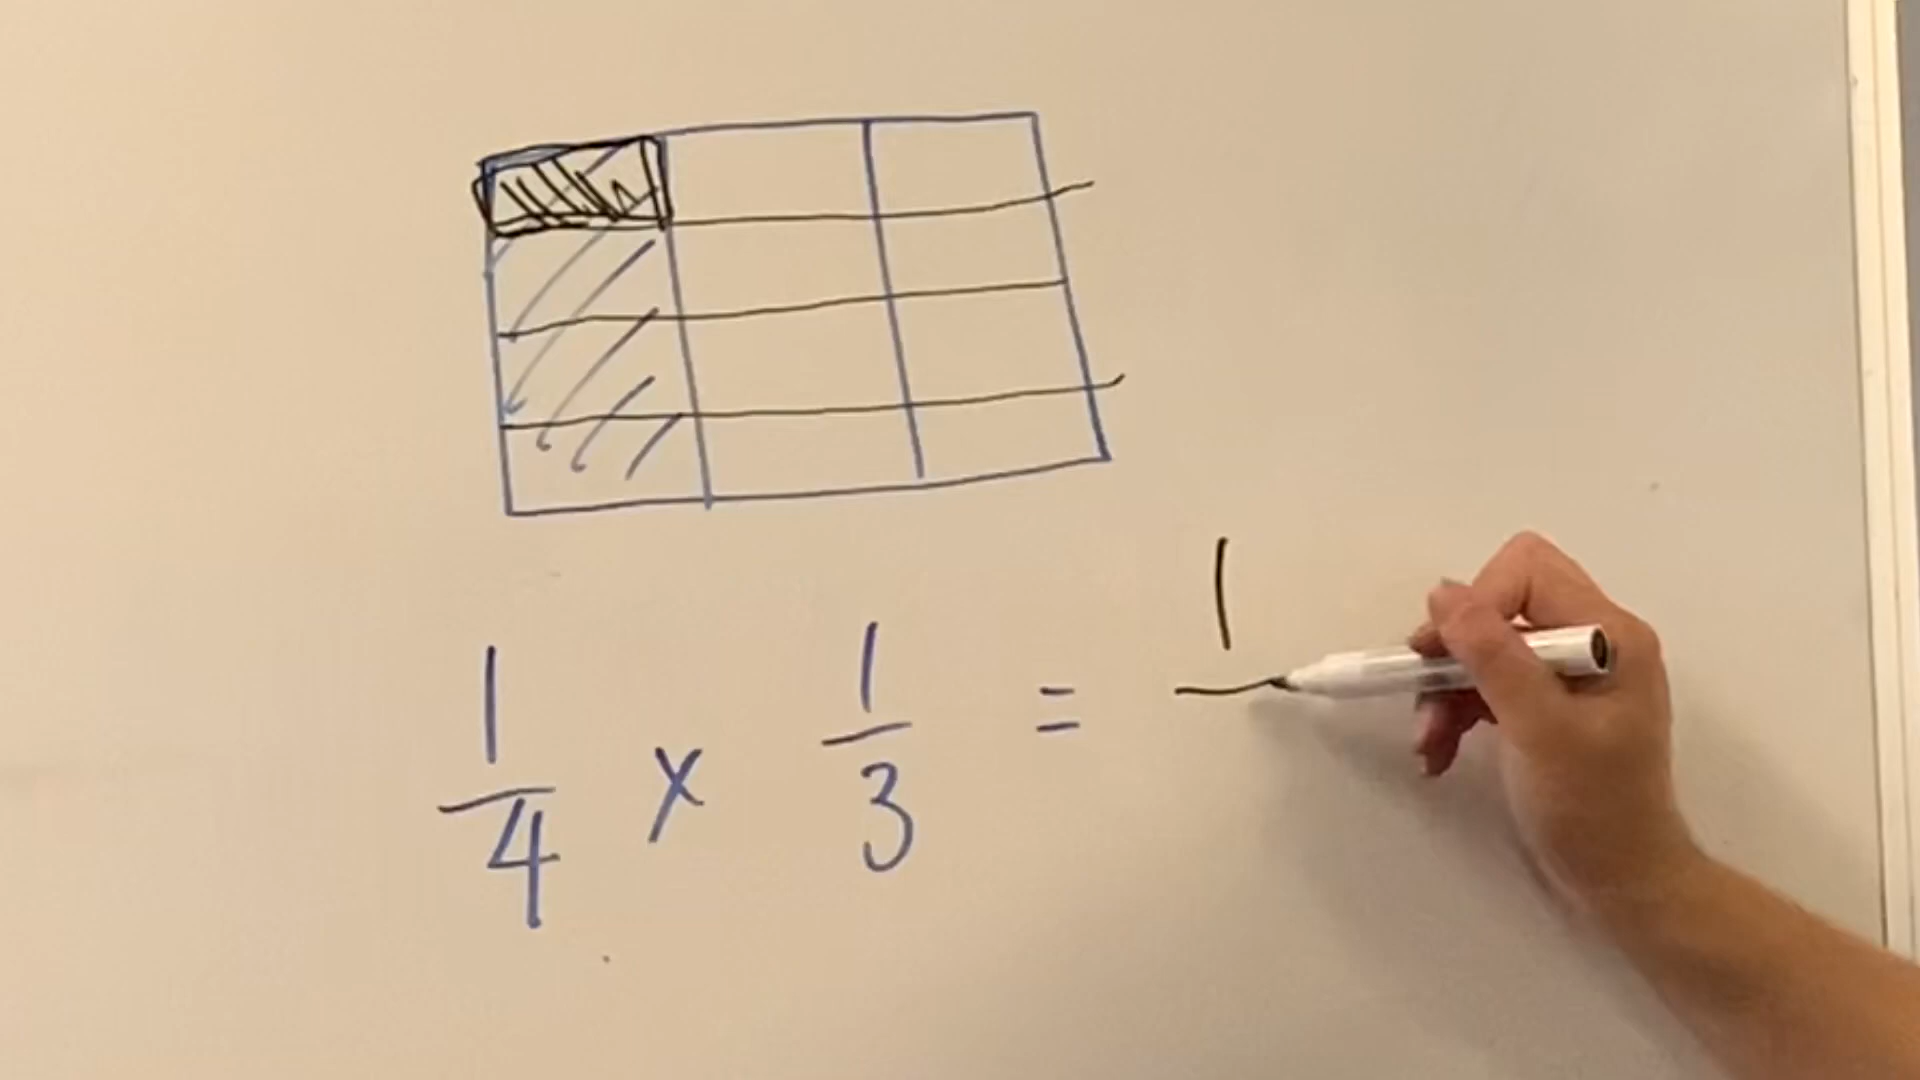 1/4 x 1/3 = 1/